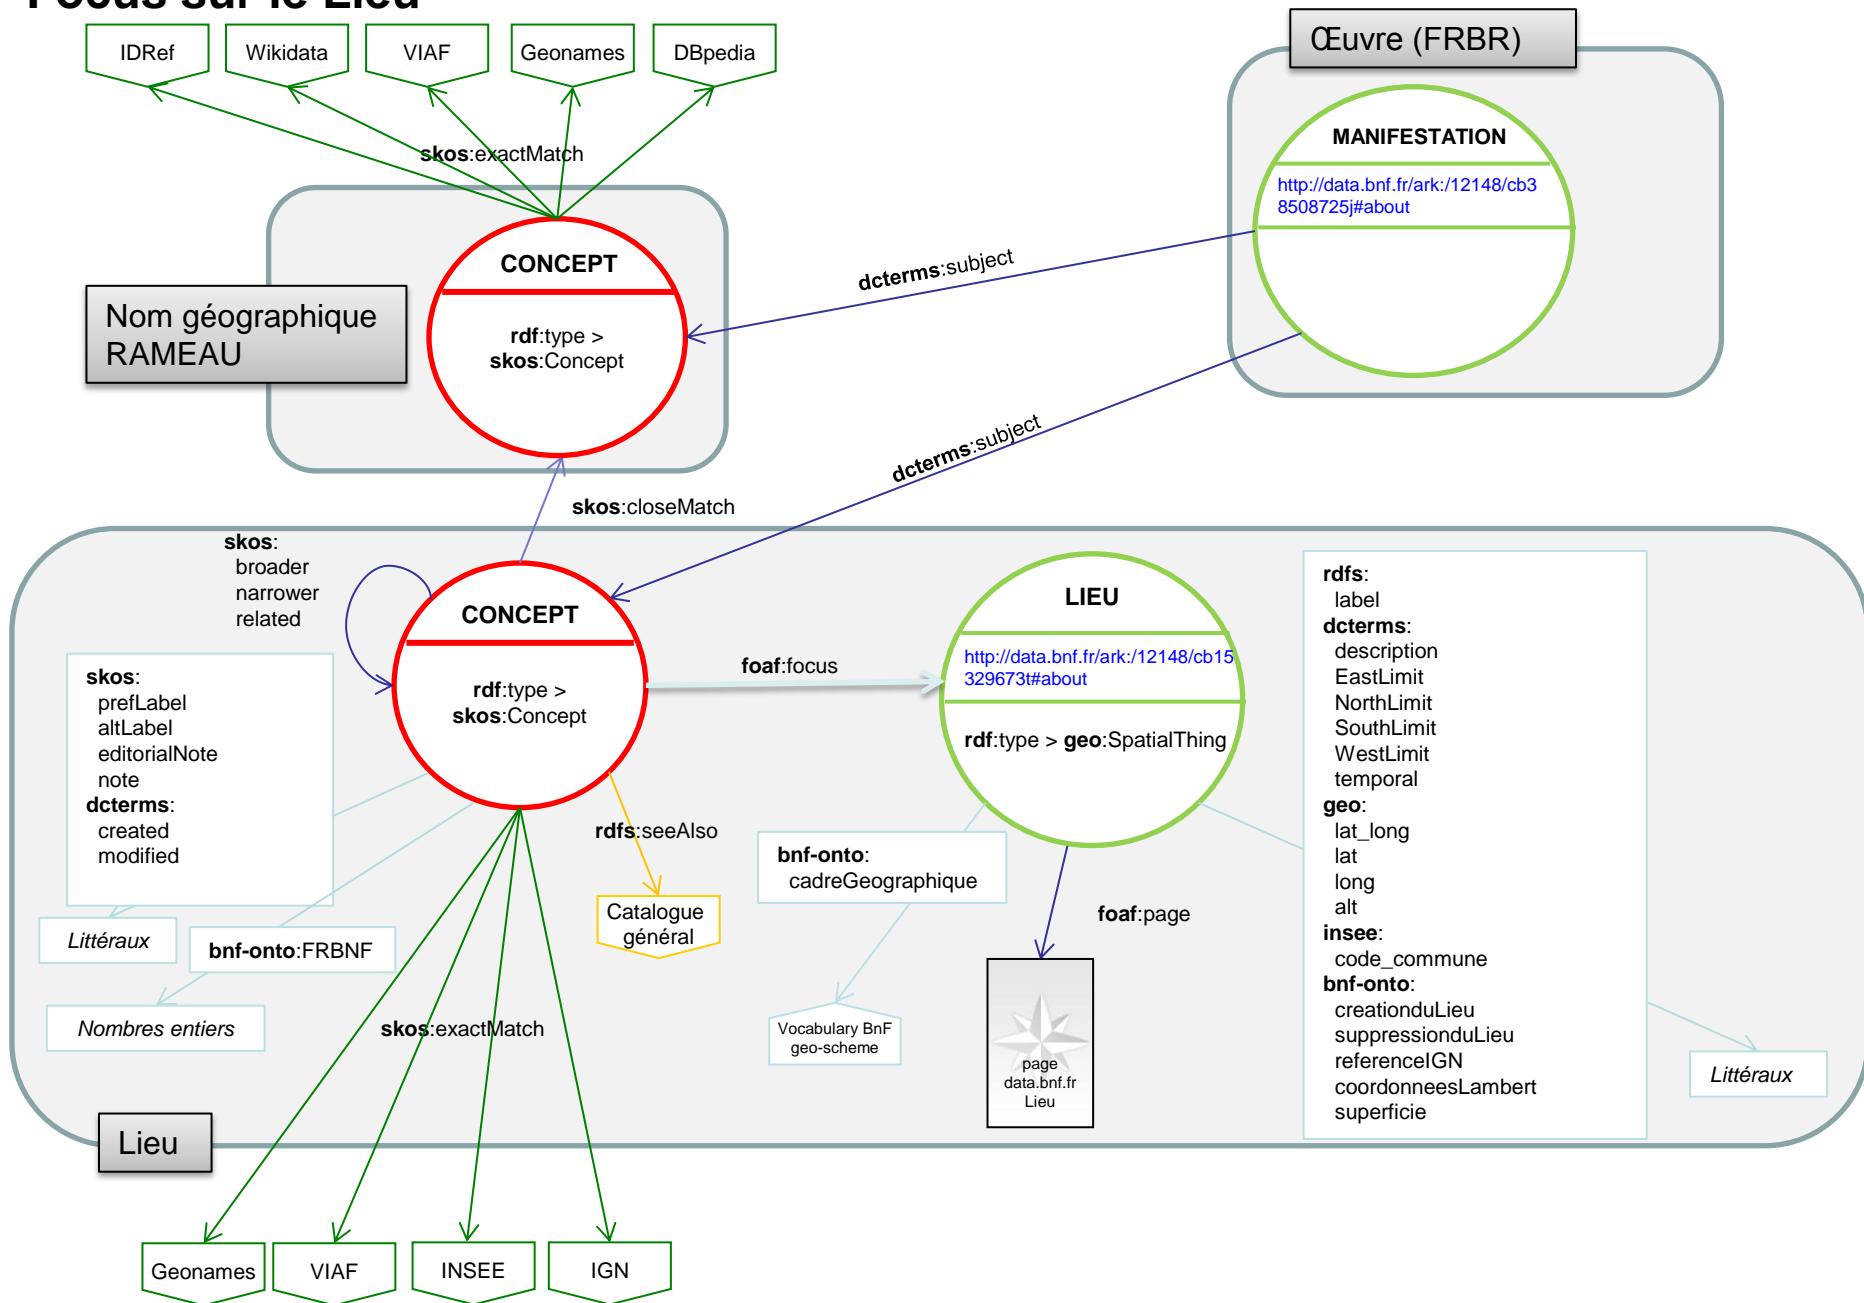 Focus sur le Lieu
IDRef
Wikidata
VIAF
Geonames
DBpedia
Œuvre (FRBR)
skos:exactMatch
MANIFESTATION
http://data.bnf.fr/ark:/12148/cb3
8508725j#about
CONCEPT
rdf:type >
skos:Concept
Nom géographique
RAMEAU
dcterms:subject
dcterms:subject
skos:closeMatch
skos:
broader
narrower
related
CONCEPT
rdf:type >
skos:Concept
foaf:focus
LIEU
http://data.bnf.fr/ark:/12148/cb15
329673t#about
rdf:type > geo:SpatialThing
rdfs:
label
dcterms:
description
EastLimit
NorthLimit
SouthLimit
WestLimit
temporal
geo:
lat_long
lat
long
alt
insee:
code_commune
bnf-onto:
creationduLieu
suppressionduLieu
referenceIGN
coordonneesLambert
superficie
skos:
prefLabel
altLabel
editorialNote
note
dcterms:
created
modified
rdfs:seeAlso
bnf-onto:
cadreGeographique
Catalogue
général
foaf:page
Littéraux
bnf-onto:FRBNF
Nombres entiers
skos:exactMatch
Vocabulary BnF
geo-scheme
page
data.bnf.fr
Lieu
Littéraux
Lieu
Geonames
VIAF
INSEE
IGN